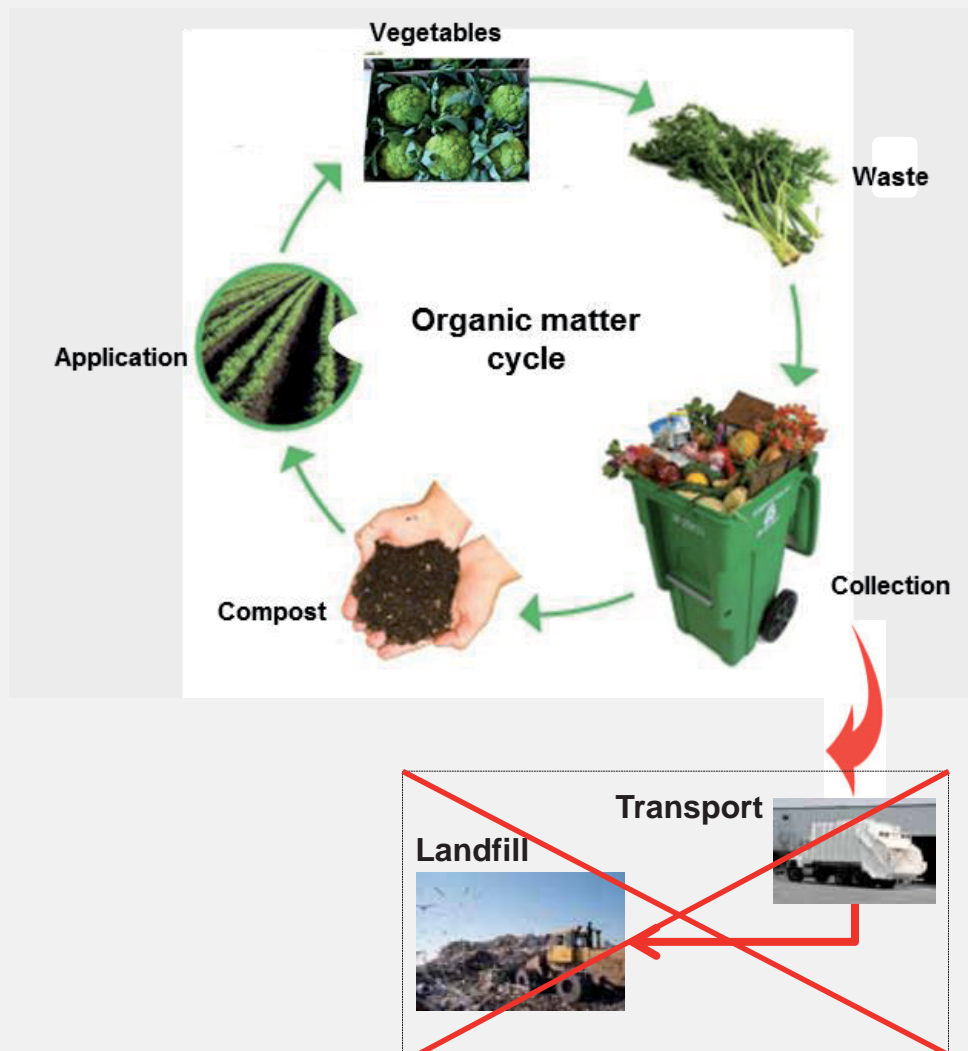 Vegetables
Waste
Organic matter
cycle
Application
Collection
Compost
Transport
Landfill